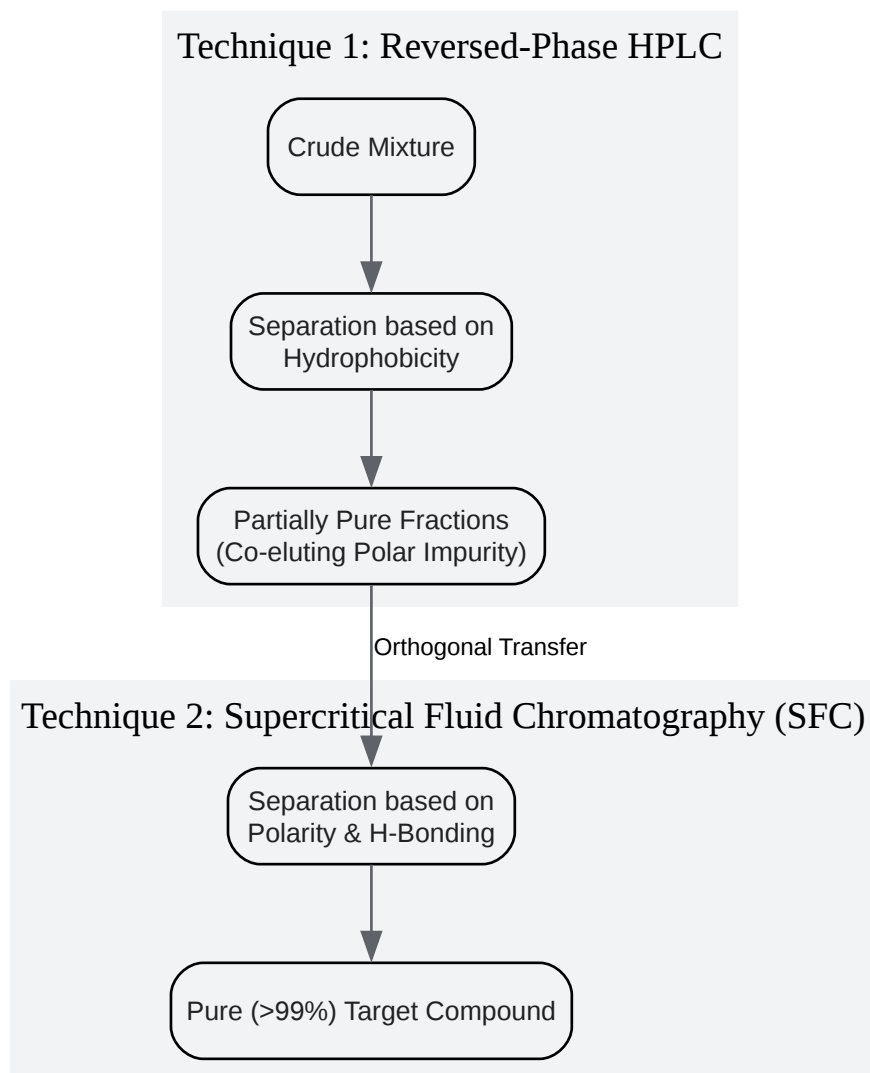 Technique 1: Reversed-Phase HPLC
Crude Mixture
Separation based on
Hydrophobicity
Partially Pure Fractions
(Co-eluting Polar Impurity)
Orthogonal Transfer
Technique 2: Supercritical Fluid Chromatography (SFC)
Separation based on
Polarity & H-Bonding
Pure (>99%) Target Compound